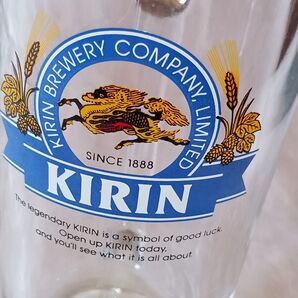 KIRIN BREWERY COMPANY, LIMITED
SINCE 1888
KIRIN
The legendary KIRIN is a symbol of good luck.
Open up KIRIN today,
and you'll see what it is all about.